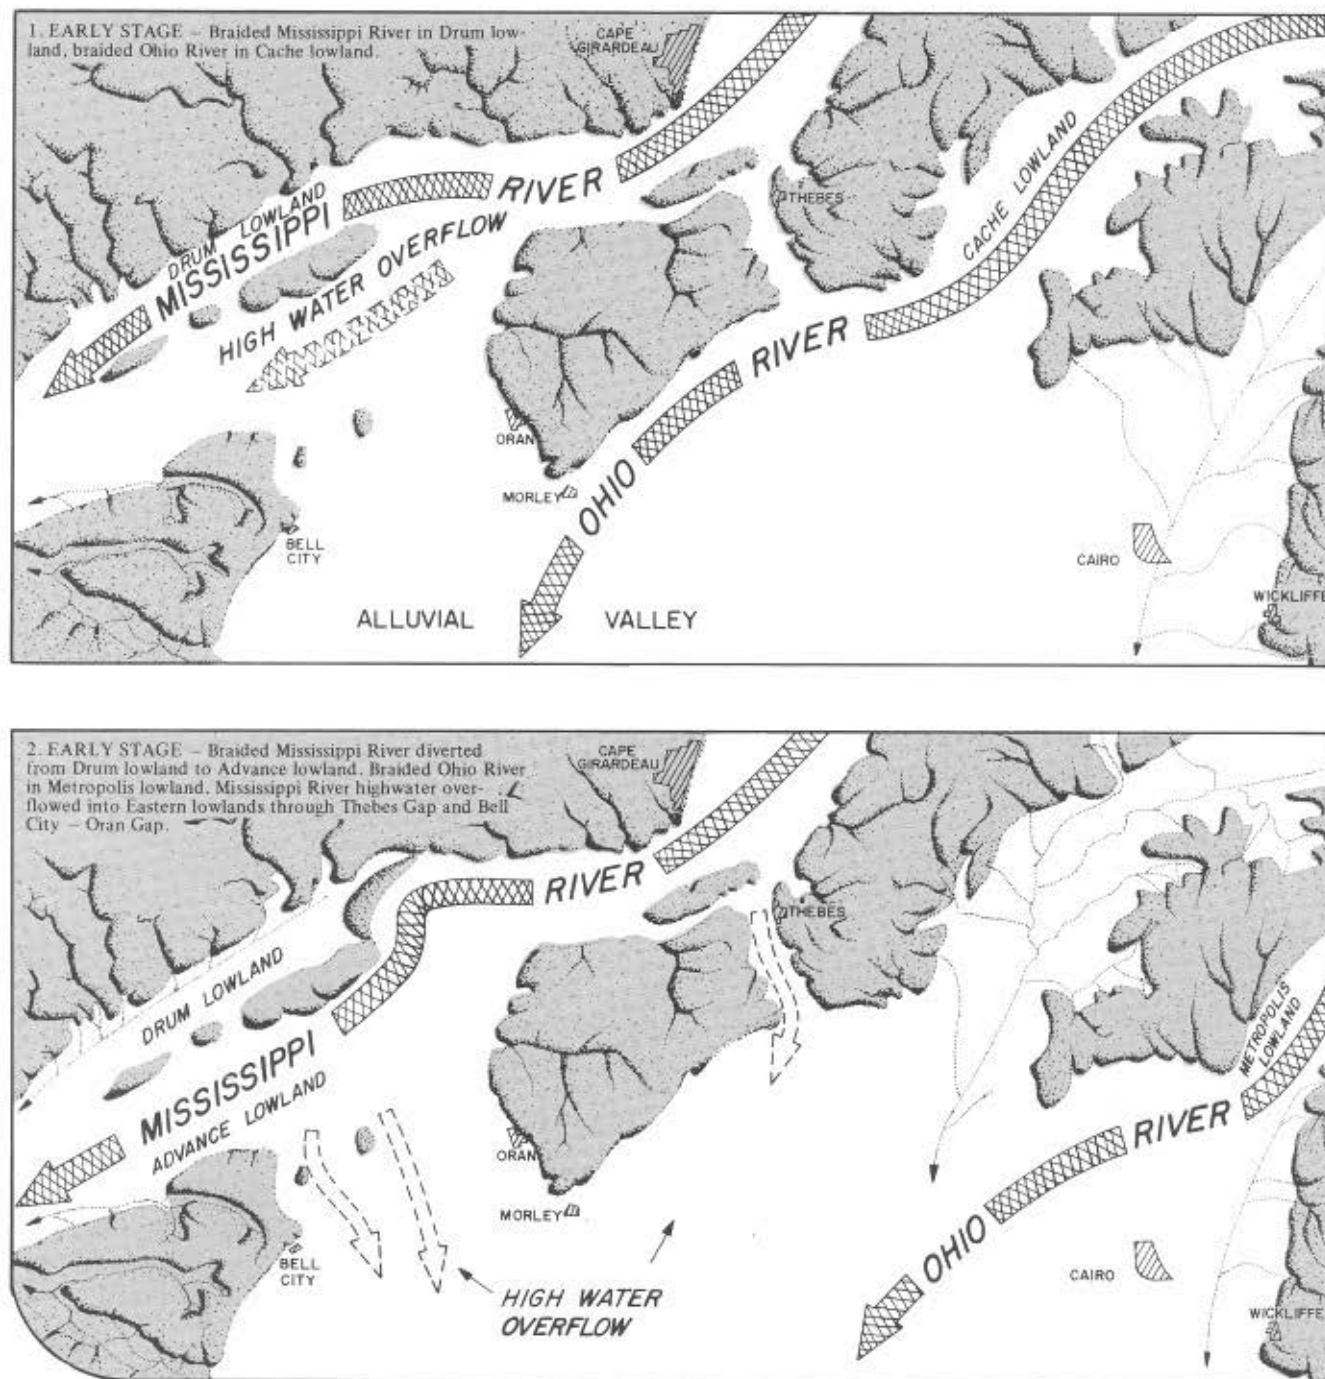 1. EARLY STAGE – Braided Mississippi River in Drum low-
land, braided Ohio River in Cache lowland.
CAPE
GIRARDEAU
THEBES
CACHE LOWLAND
RIVER
DRUM LOWLAND
MISSISSIPPI
HIGH WATER OVERFLOW
RIVER
OHIO
ORAN
MORLEY
BELL
CITY
CAIRO
WICKLIFFE
ALLUVIAL VALLEY
2. EARLY STAGE – Braided Mississippi River diverted
from Drum lowland to Advance lowland. Braided Ohio River
in Metropolis lowland. Mississippi River highwater over-
flowed into Eastern lowlands through Thebes Gap and Bell
City – Oran Gap.
CAPE
GIRARDEAU
RIVER
THEBES
DRUM LOWLAND
MISSISSIPPI
ADVANCE LOWLAND
METROPOLIS
LOWLAND
RIVER
OHIO
ORAN
MORLEY
BELL
CITY
HIGH WATER
OVERFLOW
CAIRO
WICKLIFFE